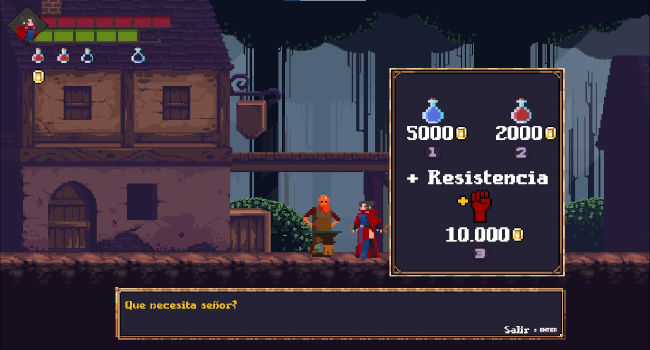 5000 2000
1 2
+ Resistencia
+
10.000
3
Que necesita señor?
Salir : ENTER